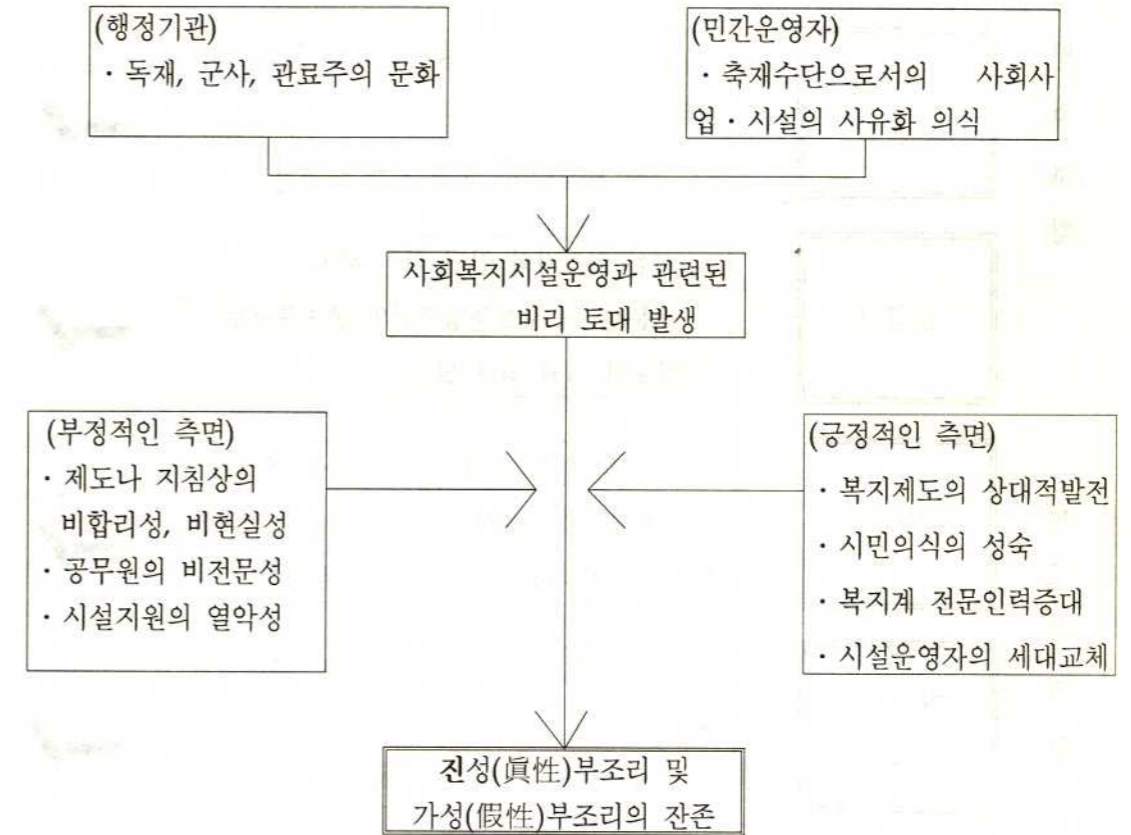 (행정기관)
· 독재, 군사, 관료주의 문화
(민간운영자)
· 축재수단으로서의 사회사
업 · 시설의 사유화 의식
사회복지시설운영과 관련된
비리 토대 발생
(부정적인 측면)
· 제도나 지침상의
비합리성, 비현실성
· 공무원의 비전문성
· 시설지원의 열악성
(긍정적인 측면)
· 복지제도의 상대적발전
· 시민의식의 성숙
· 복지계 전문인력증대
· 시설운영자의 세대교체
진성(眞性)부조리 및
가성(假性)부조리의 잔존